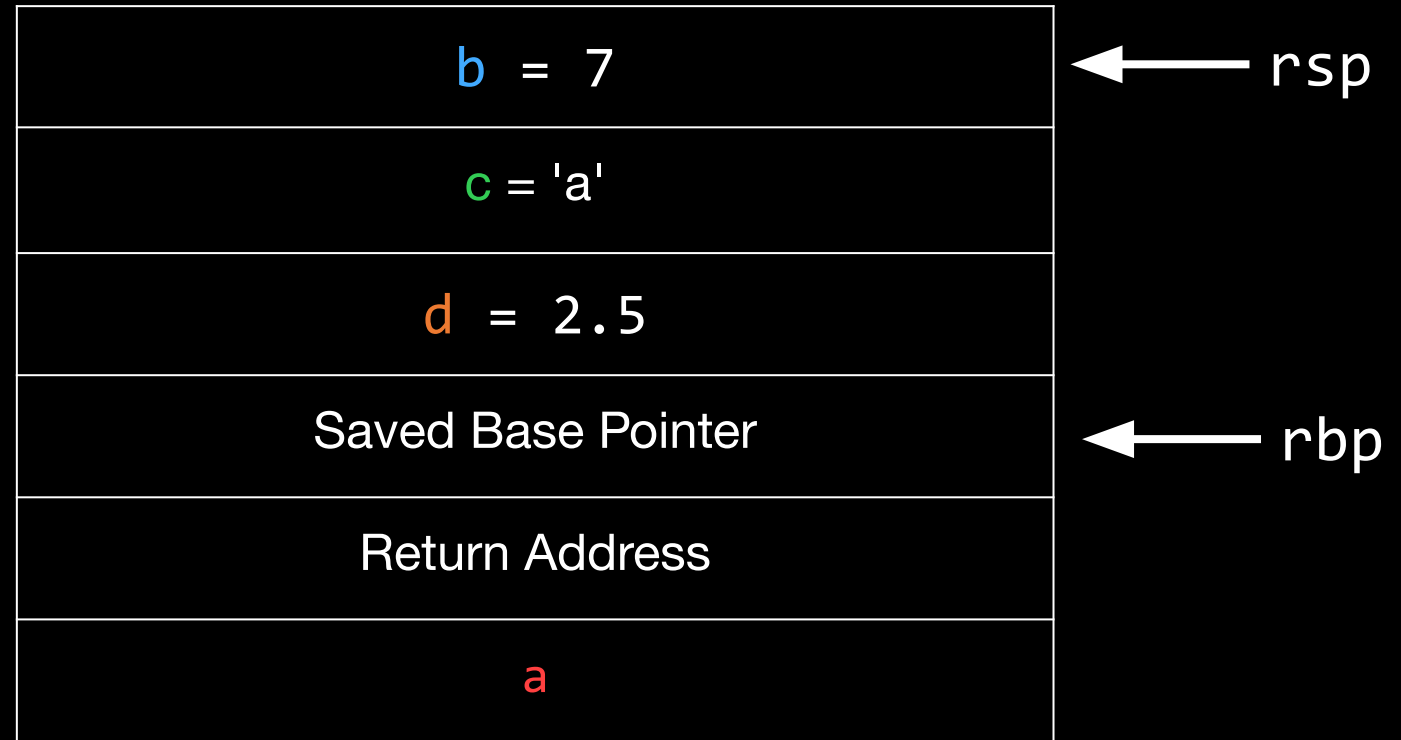 b = 7
rsp
c = 'a'
d = 2.5
Saved Base Pointer
rbp
Return Address
a